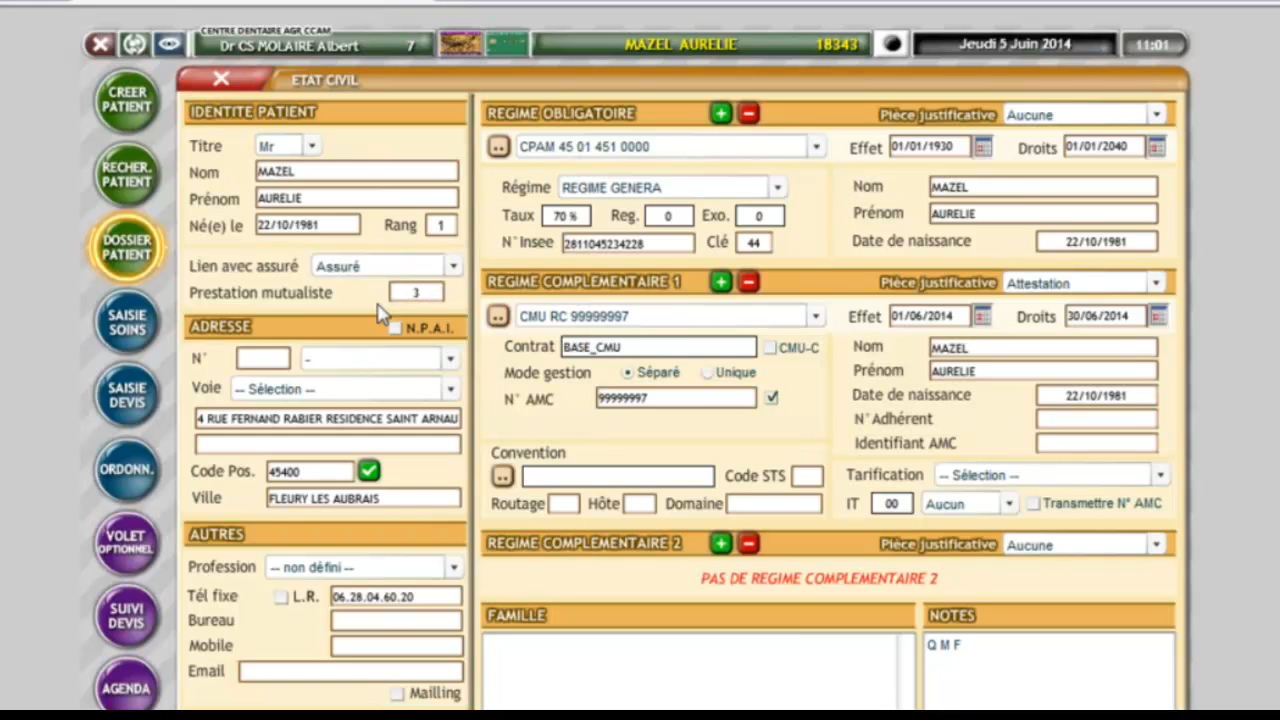 CENTRE DENTAIRE AGR CCAM
Dr CS MOLAIRE Albert 7
MAZEL AURELIE 18343
Jeudi 5 Juin 2014
11:01
CREER PATIENT
RECHER. PATIENT
DOSSIER PATIENT
SAISIE SOINS
SAISIE DEVIS
ORDONN.
VOLET OPTIONNEL
SUIVI DEVIS
AGENDA
ETAT CIVIL
IDENTITE PATIENT
Titre Mr
Nom MAZEL
Prénom AURELIE
Né(e) le 22/10/1981 Rang 1
Lien avec assuré Assuré
Prestation mutualiste 3
ADRESSE N.P.A.I.
N° -
Voie -- Sélection --
4 RUE FERNAND RABIER RESIDENCE SAINT ARNAU
Code Pos. 45400
Ville FLEURY LES AUBRAIS
AUTRES
Profession -- non défini --
Tél fixe L.R. 06.28.04.60.20
Bureau
Mobile
Email
Mailling
REGIME OBLIGATOIRE Pièce justificative Aucune
.. CPAM 45 01 451 0000 Effet 01/01/1930 Droits 01/01/2040
Régime REGIME GENERA Nom MAZEL
Taux 70 % Reg. 0 Exo. 0 Prénom AURELIE
N°Insee 2811045234228 Clé 44 Date de naissance 22/10/1981
REGIME COMPLEMENTAIRE 1 Pièce justificative Attestation
.. CMU RC 99999997 Effet 01/06/2014 Droits 30/06/2014
Contrat BASE_CMU CMU-C Nom MAZEL
Mode gestion Séparé Unique Prénom AURELIE
N° AMC 99999997 Date de naissance 22/10/1981
N°Adhérent
Identifiant AMC
Convention
.. Code STS Tarification -- Sélection --
Routage Hôte Domaine IT 00 Aucun Transmettre N° AMC
REGIME COMPLEMENTAIRE 2 Pièce justificative Aucune
PAS DE REGIME COMPLEMENTAIRE 2
FAMILLE NOTES
Q M F